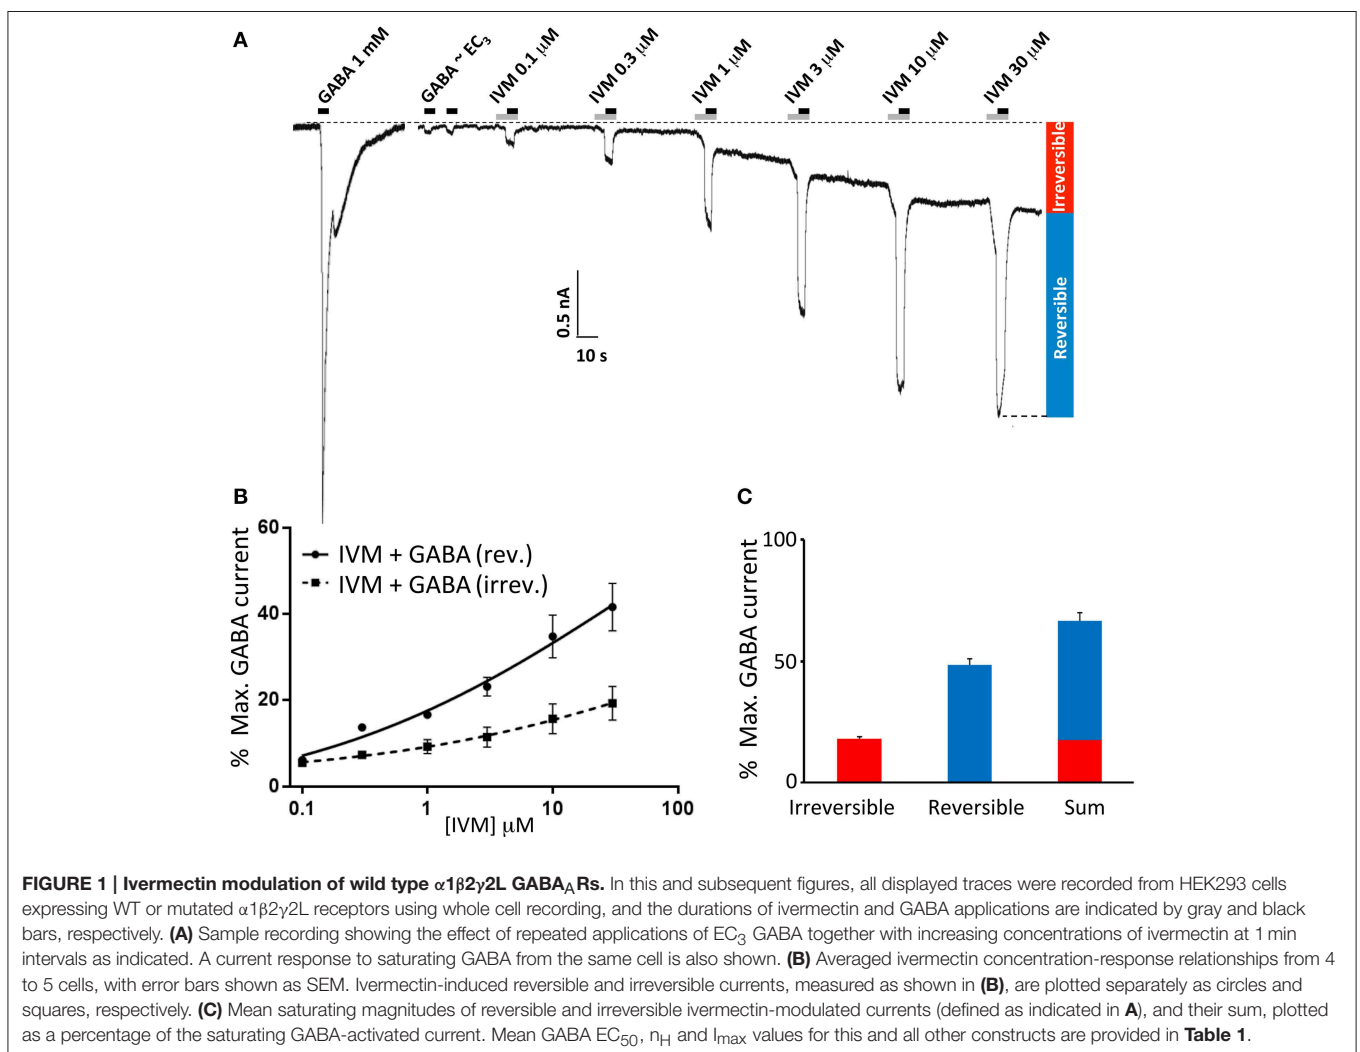 A
GABA 1 mM
GABA ~ EC3
IVM 0.1 μM
IVM 0.3 μM
IVM 1 μM
IVM 3 μM
IVM 10 μM
IVM 30 μM
Irreversible
Reversible
0.5 nA
10 s
B
% Max. GABA current
60
40
20
0
IVM + GABA (rev.)
IVM + GABA (irrev.)
0.1
1
10
100
[IVM] μM
C
% Max. GABA current
100
50
0
Irreversible
Reversible
Sum
FIGURE 1 | Ivermectin modulation of wild type α1β2γ2L GABAARs. In this and subsequent figures, all displayed traces were recorded from HEK293 cells
expressing WT or mutated α1β2γ2L receptors using whole cell recording, and the durations of ivermectin and GABA applications are indicated by gray and black
bars, respectively. (A) Sample recording showing the effect of repeated applications of EC3 GABA together with increasing concentrations of ivermectin at 1 min
intervals as indicated. A current response to saturating GABA from the same cell is also shown. (B) Averaged ivermectin concentration-response relationships from 4
to 5 cells, with error bars shown as SEM. Ivermectin-induced reversible and irreversible currents, measured as shown in (B), are plotted separately as circles and
squares, respectively. (C) Mean saturating magnitudes of reversible and irreversible ivermectin-modulated currents (defined as indicated in A), and their sum, plotted
as a percentage of the saturating GABA-activated current. Mean GABA EC50, nH and Imax values for this and all other constructs are provided in Table 1.